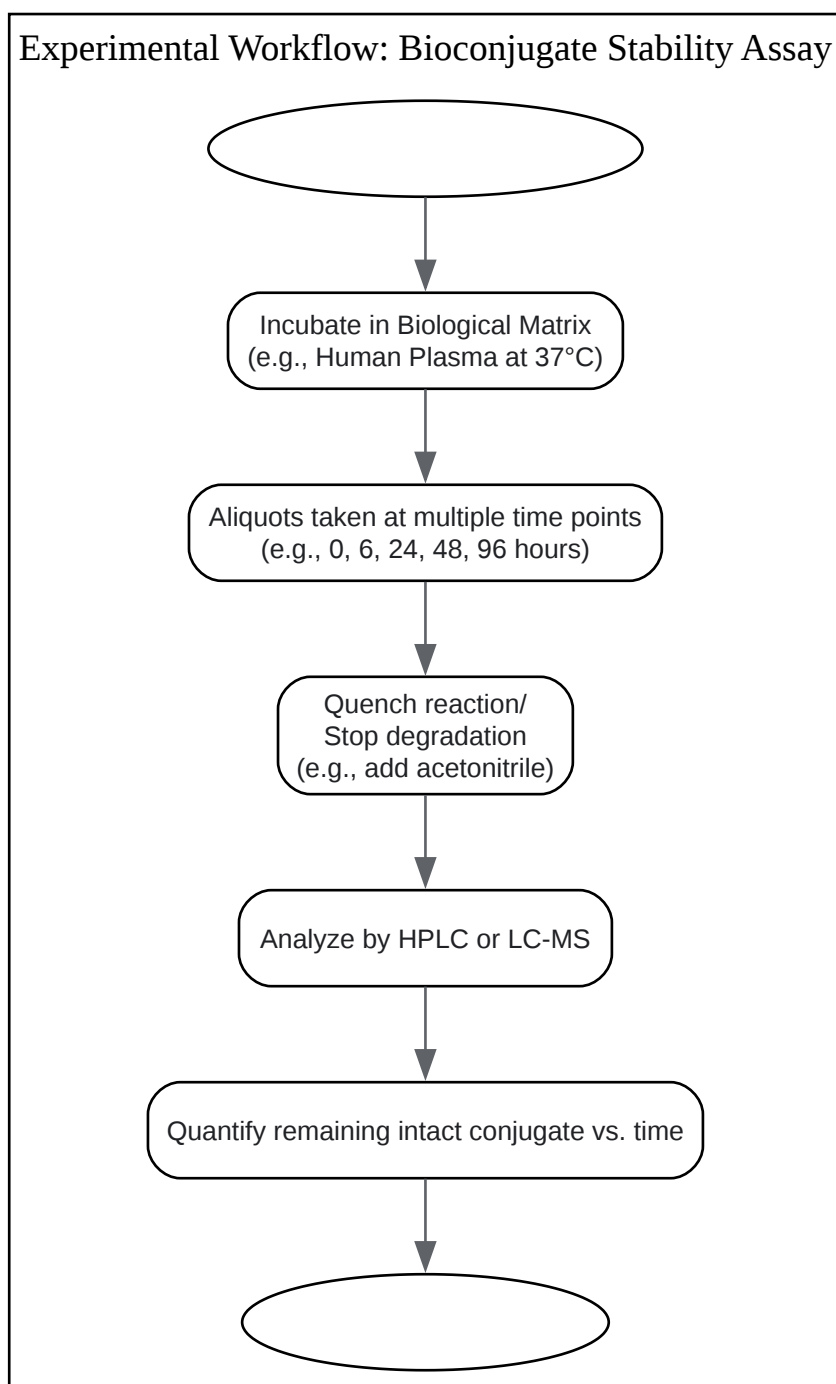 Experimental Workflow: Bioconjugate Stability Assay
Incubate in Biological Matrix
(e.g., Human Plasma at 37°C)
Aliquots taken at multiple time points
(e.g., 0, 6, 24, 48, 96 hours)
Quench reaction/
Stop degradation
(e.g., add acetonitrile)
Analyze by HPLC or LC-MS
Quantify remaining intact conjugate vs. time